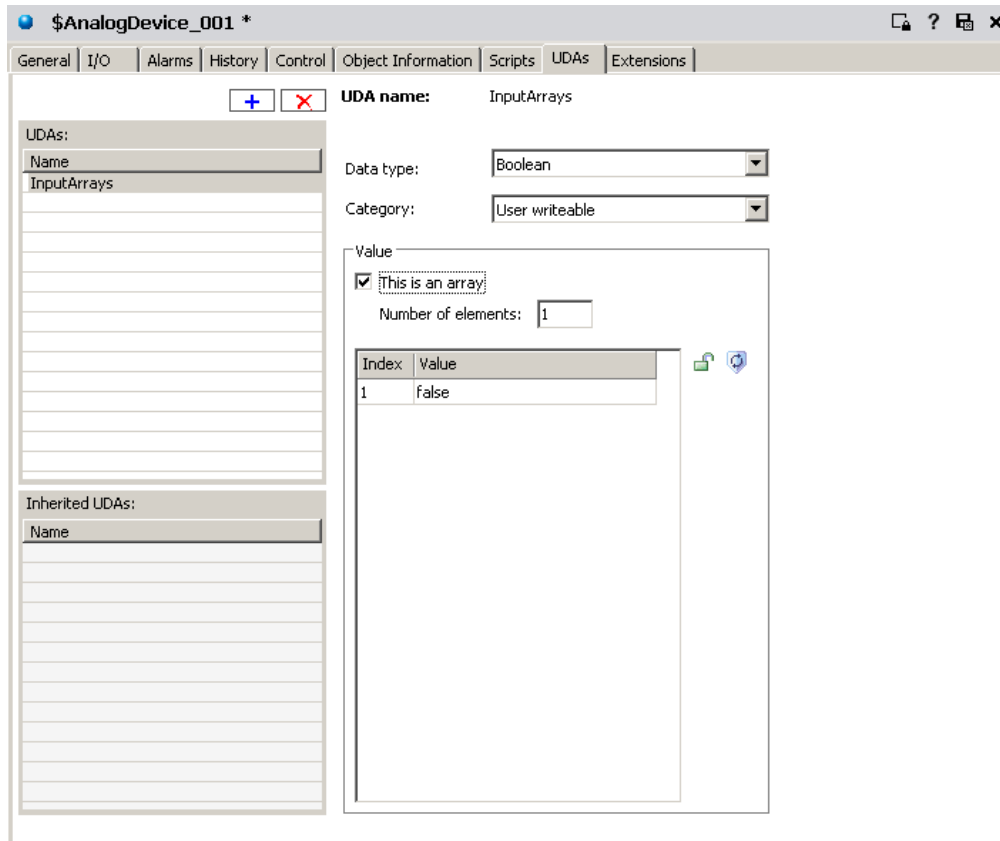 $AnalogDevice_001 *
?
General I/O Alarms History Control Object Information Scripts UDAs Extensions
UDA name: InputArrays
UDAs:
Name
InputArrays
Data type: Boolean
Category: User writeable
Value
This is an array
Number of elements: 1
Index Value
1 false
Inherited UDAs:
Name